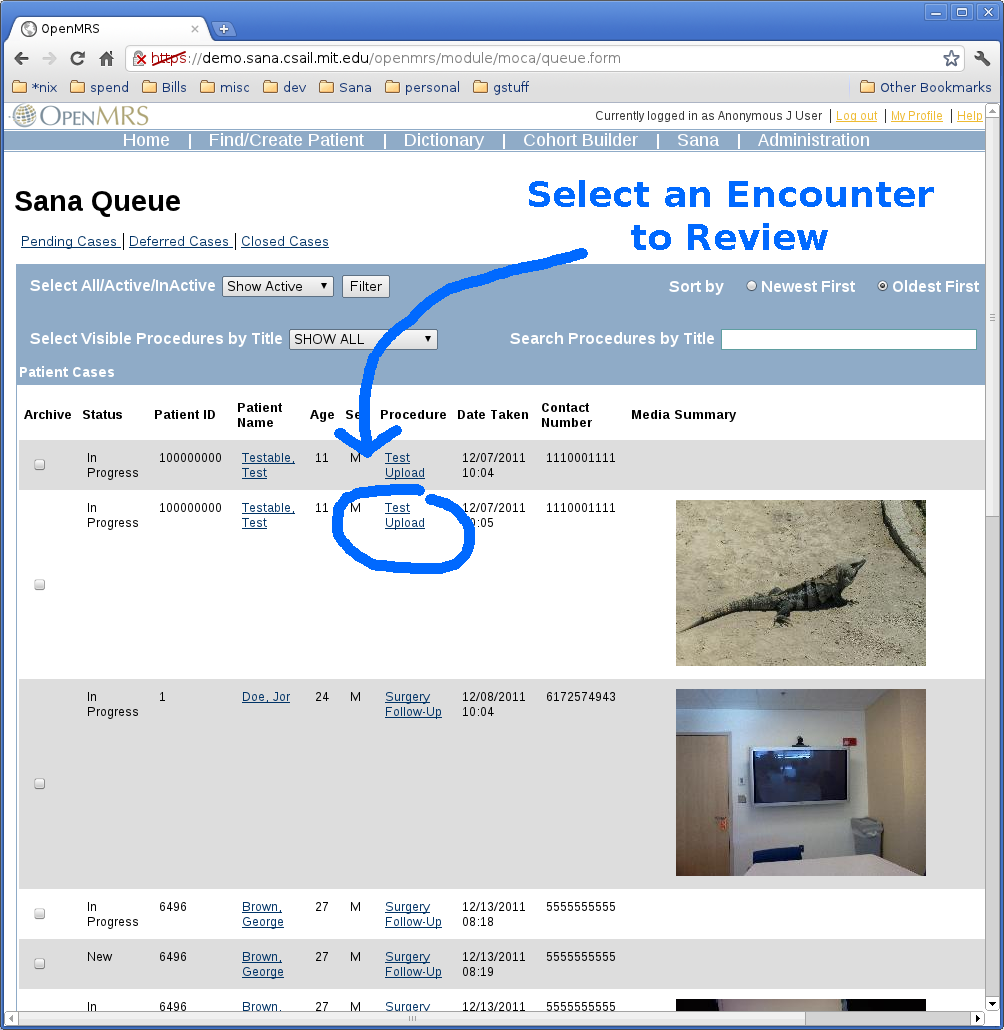 OpenMRS
https://demo.sana.csail.mit.edu/openmrs/module/moca/queue.form
*nix spend Bills misc dev Sana personal gstuff Other Bookmarks
OPENMRS Currently logged in as Anonymous J User | Log out | My Profile | Help
Home | Find/Create Patient | Dictionary | Cohort Builder | Sana | Administration
Select an Encounter
to Review
Sana Queue
Pending Cases | Deferred Cases | Closed Cases
Select All/Active/InActive Show Active Filter Sort by Newest First Oldest First
Select Visible Procedures by Title SHOW ALL Search Procedures by Title
Patient Cases
Archive Status Patient ID Patient Name Age Procedure Date Taken Contact Number Media Summary
In Progress 100000000 Testable, Test 11 M Test Upload 12/07/2011 10:04 1110001111
In Progress 100000000 Testable, Test 11 M Test Upload 12/07/2011 1110001111
In Progress 1 Doe, Jor 24 M Surgery Follow-Up 12/08/2011 10:04 6172574943
In Progress 6496 Brown, George 27 M Surgery Follow-Up 12/13/2011 08:18 5555555555
New 6496 Brown, George 27 M Surgery Follow-Up 12/13/2011 08:19 5555555555
In 6496 Brown, 27 M Surgery 12/13/2011 5555555555